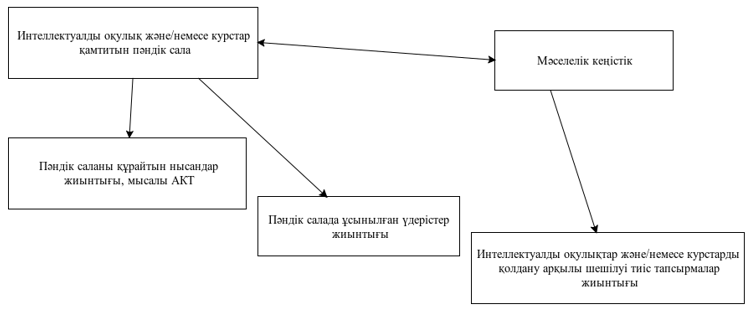 Интеллектуалды оқулық және/немесе курстар
қамтитын пәндік сала
Мәселелік кеңістік
Пәндік саланы құрайтын нысандар
жиынтығы, мысалы АКТ
Пәндік салада ұсынылған үдерістер
жиынтығы
Интеллектуалды оқулықтар және/немесе курстарды
қолдану арқылы шешілуі тиіс тапсырмалар
жиынтығы